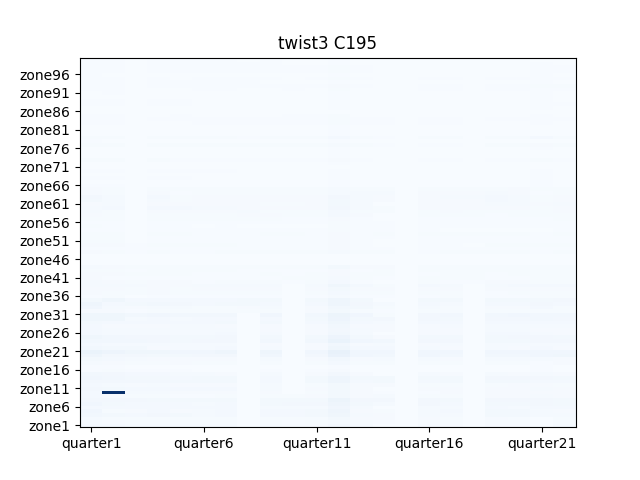 twist3 C195
zone96
zone91
zone86
zone81
zone76
zone71
zone66
zone61
zone56
zone51
zone46
zone41
zone36
zone31
zone26
zone21
zone16
zone11
zone6
zone1
quarter1 quarter6 quarter11 quarter16 quarter21